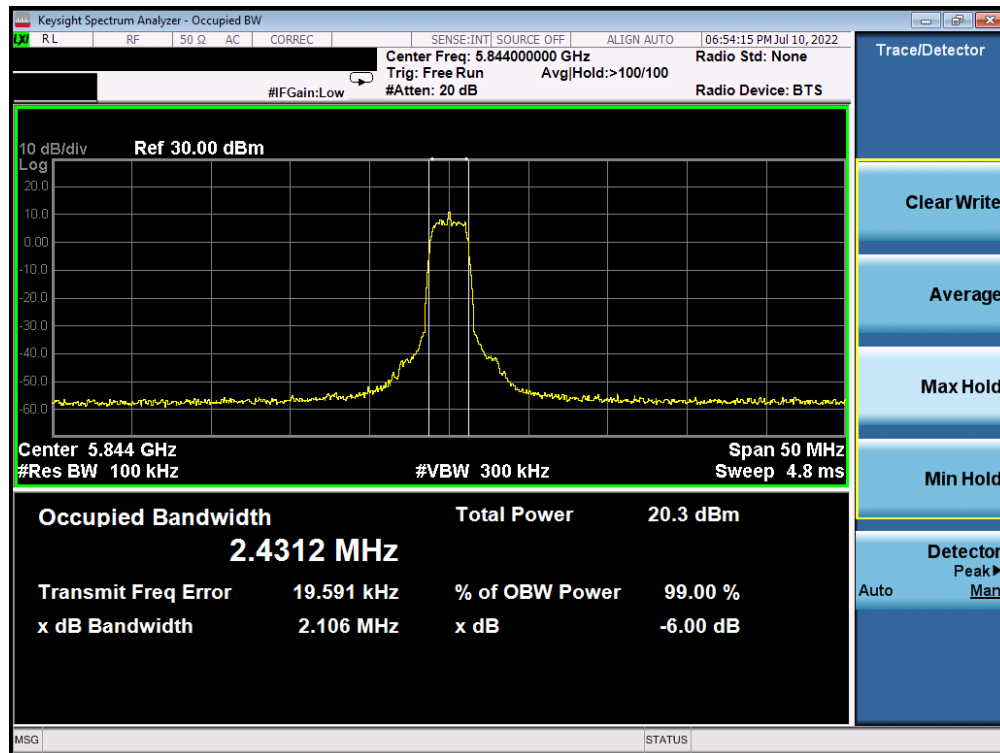 Keysight Spectrum Analyzer - Occupied BW
LXI RL RF 50 Ω AC CORREC SENSE:INT SOURCE OFF ALIGN AUTO 06:54:15 PM Jul 10, 2022
Center Freq: 5.844000000 GHz Radio Std: None
Trig: Free Run Avg|Hold:>100/100
#IFGain:Low #Atten: 20 dB Radio Device: BTS
10 dB/div Ref 30.00 dBm
Log
20.0
10.0
0.00
-10.0
-20.0
-30.0
-40.0
-50.0
-60.0
Center 5.844 GHz Span 50 MHz
#Res BW 100 kHz #VBW 300 kHz Sweep 4.8 ms
Occupied Bandwidth Total Power 20.3 dBm
2.4312 MHz
Transmit Freq Error 19.591 kHz % of OBW Power 99.00 %
x dB Bandwidth 2.106 MHz x dB -6.00 dB
MSG STATUS
Trace/Detector
Clear Write
Average
Max Hold
Min Hold
Detector
Peak▶
Auto Man